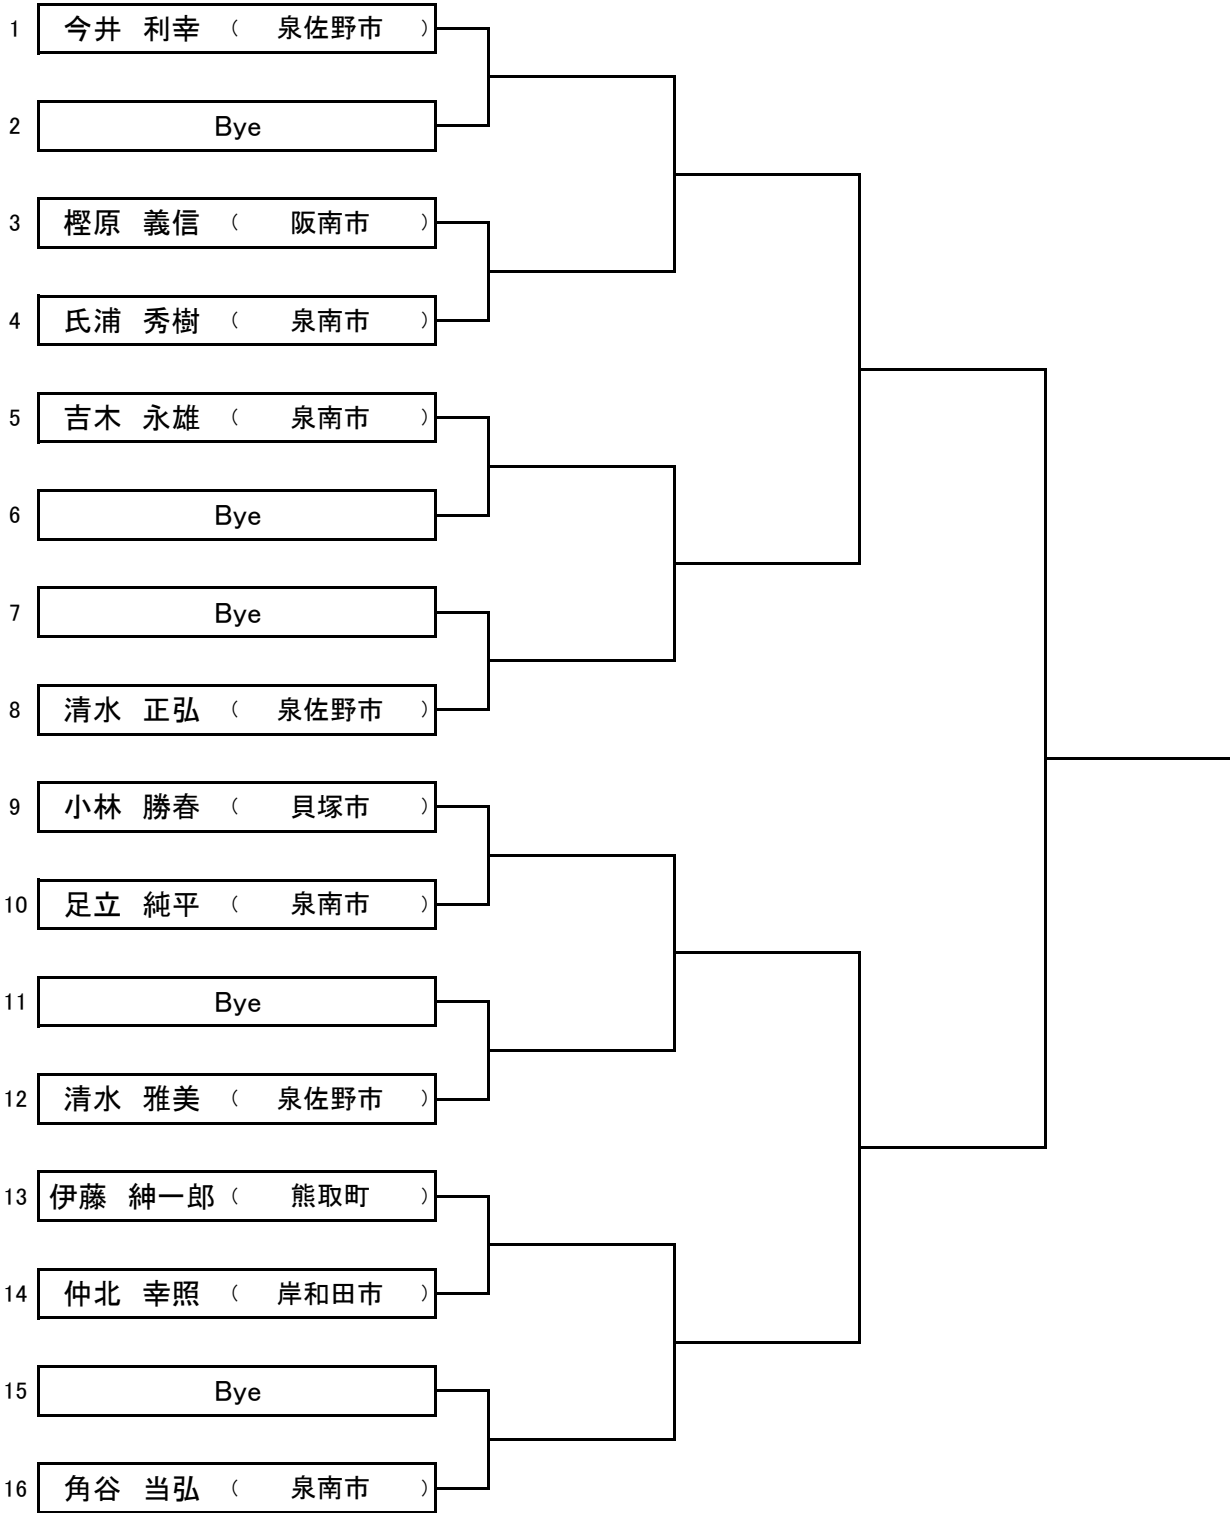 1 今井 利幸 ( 泉佐野市 )
2 Bye
3 樫原 義信 ( 阪南市 )
4 氏浦 秀樹 ( 泉南市 )
5 吉木 永雄 ( 泉南市 )
6 Bye
7 Bye
8 清水 正弘 ( 泉佐野市 )
9 小林 勝春 ( 貝塚市 )
10 足立 純平 ( 泉南市 )
11 Bye
12 清水 雅美 ( 泉佐野市 )
13 伊藤 紳一郎 ( 熊取町 )
14 仲北 幸照 ( 岸和田市 )
15 Bye
16 角谷 当弘 ( 泉南市 )